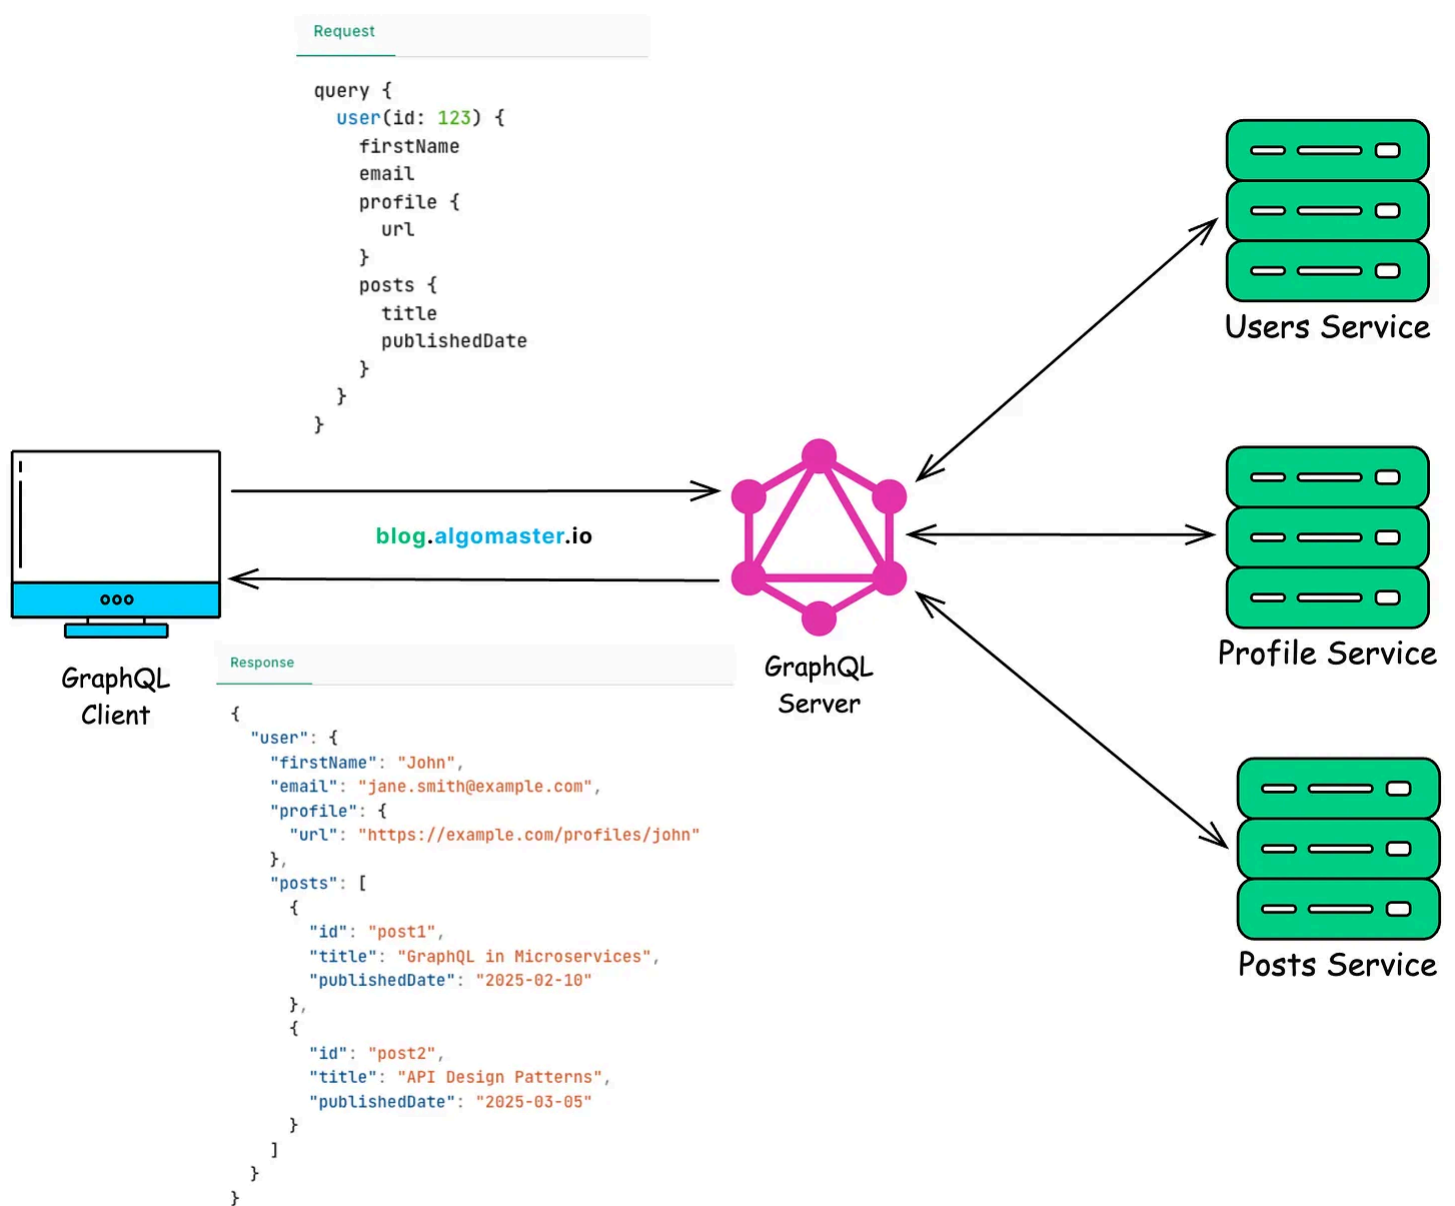 Request
query {
  user(id: 123) {
    firstName
    email
    profile {
      url
    }
    posts {
      title
      publishedDate
    }
  }
}
blog.algomaster.io
GraphQL
Client
GraphQL
Server
Users Service
Profile Service
Posts Service
Response
{
  "user": {
    "firstName": "John",
    "email": "jane.smith@example.com",
    "profile": {
      "url": "https://example.com/profiles/john"
    },
    "posts": [
      {
        "id": "post1",
        "title": "GraphQL in Microservices",
        "publishedDate": "2025-02-10"
      },
      {
        "id": "post2",
        "title": "API Design Patterns",
        "publishedDate": "2025-03-05"
      }
    ]
  }
}